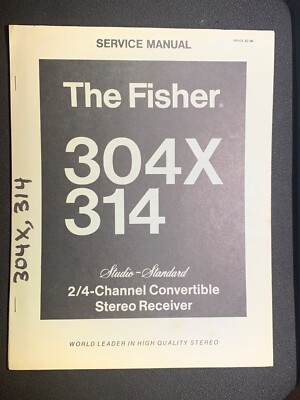 SERVICE MANUAL
The Fisher®
304X
314
Studio-Standard
2/4-Channel Convertible
Stereo Receiver
WORLD LEADER IN HIGH QUALITY STEREO
304X, 314